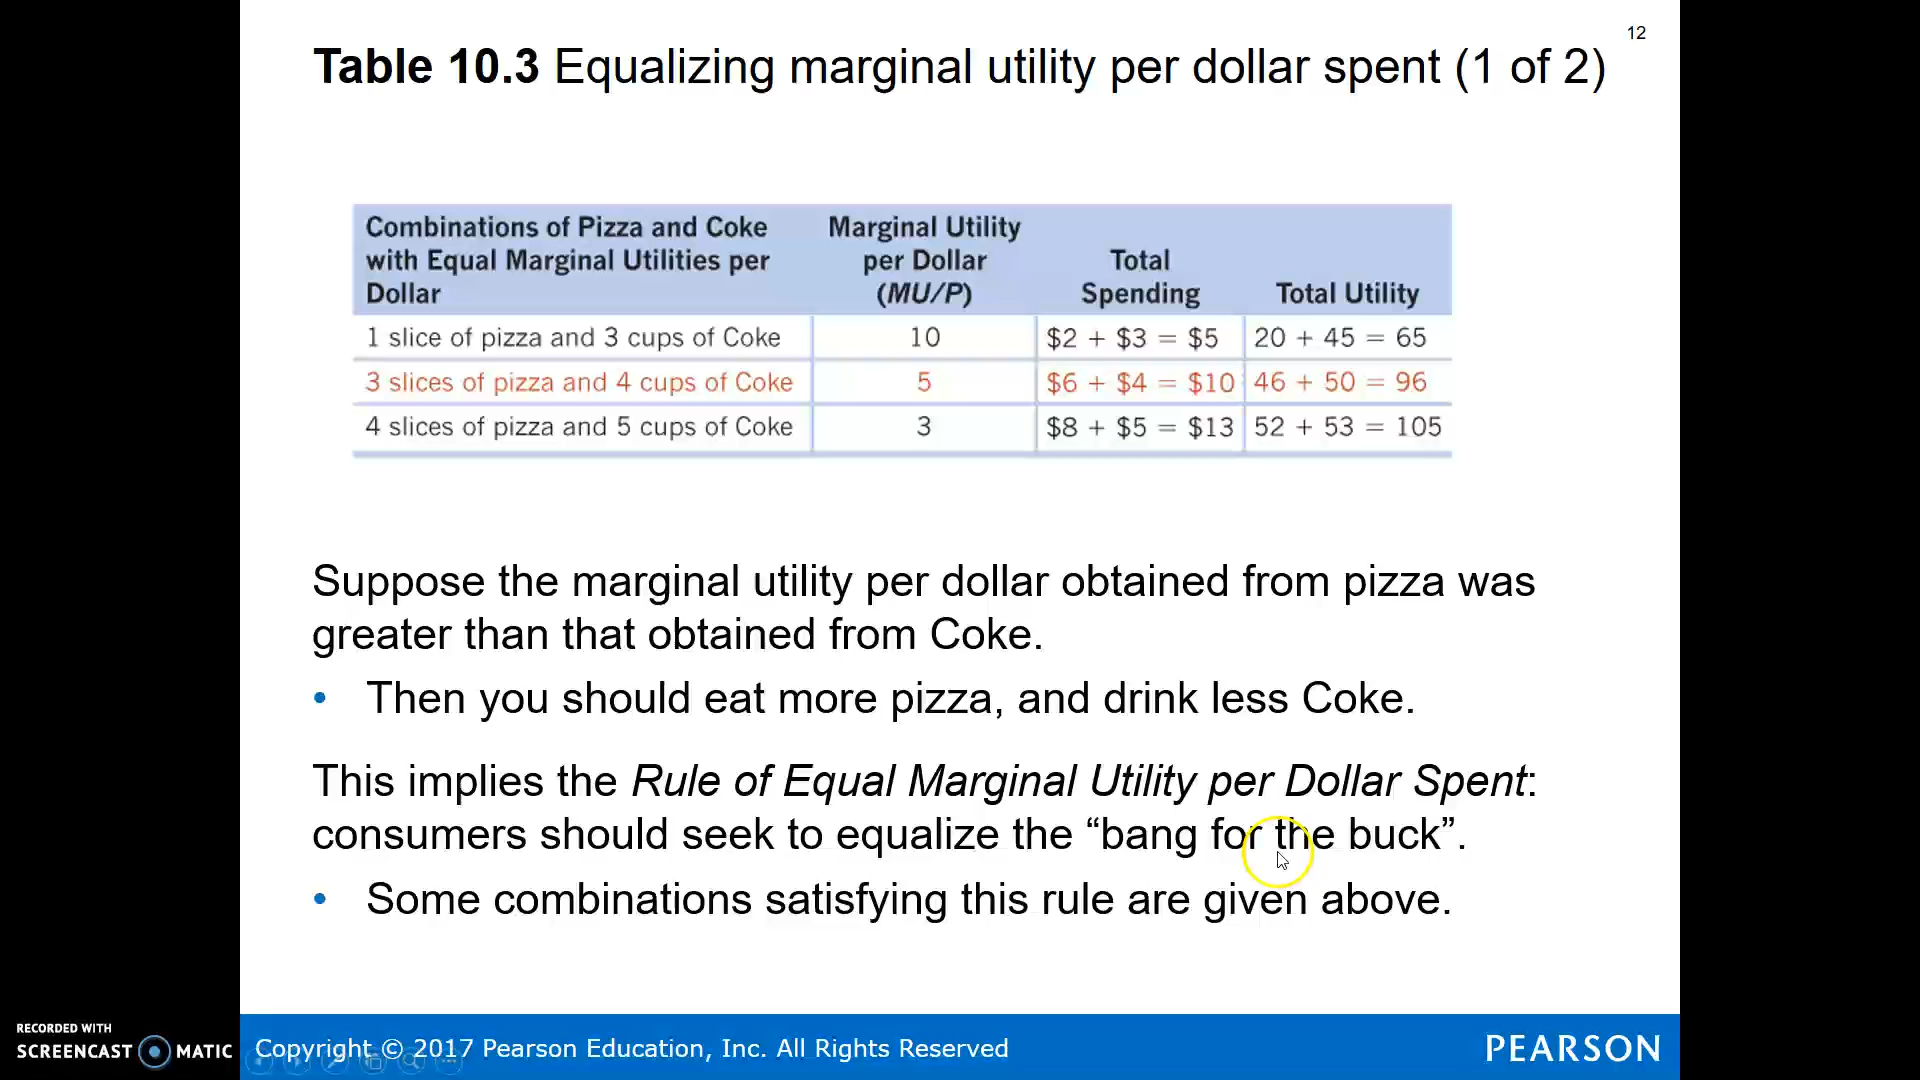 12
Table 10.3 Equalizing marginal utility per dollar spent (1 of 2)
Combinations of Pizza and Coke with Equal Marginal Utilities per Dollar | Marginal Utility per Dollar (MU/P) | Total Spending | Total Utility
1 slice of pizza and 3 cups of Coke | 10 | $2 + $3 = $5 | 20 + 45 = 65
3 slices of pizza and 4 cups of Coke | 5 | $6 + $4 = $10 | 46 + 50 = 96
4 slices of pizza and 5 cups of Coke | 3 | $8 + $5 = $13 | 52 + 53 = 105
Suppose the marginal utility per dollar obtained from pizza was
greater than that obtained from Coke.
• Then you should eat more pizza, and drink less Coke.
This implies the Rule of Equal Marginal Utility per Dollar Spent:
consumers should seek to equalize the “bang for the buck”.
• Some combinations satisfying this rule are given above.
RECORDED WITH
SCREENCAST MATIC
Copyright © 2017 Pearson Education, Inc. All Rights Reserved
PEARSON